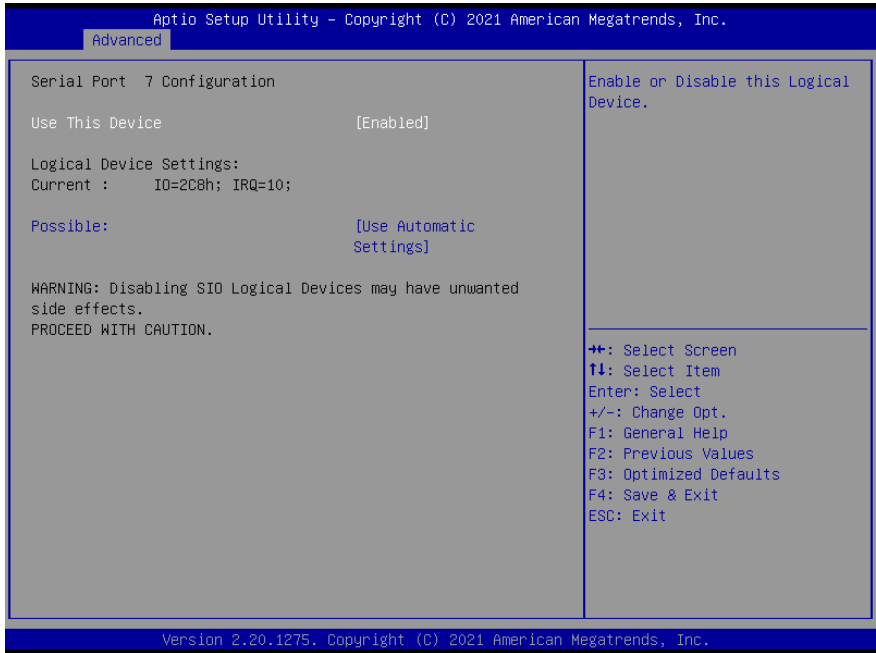 Aptio Setup Utility – Copyright (C) 2021 American Megatrends, Inc.
Advanced
Serial Port  7 Configuration
Use This Device [Enabled]
Logical Device Settings:
Current : IO=2C8h; IRQ=10;
Possible: [Use Automatic
Settings]
WARNING: Disabling SIO Logical Devices may have unwanted
side effects.
PROCEED WITH CAUTION.
Enable or Disable this Logical
Device.
→←: Select Screen
↑↓: Select Item
Enter: Select
+/-: Change Opt.
F1: General Help
F2: Previous Values
F3: Optimized Defaults
F4: Save & Exit
ESC: Exit
Version 2.20.1275. Copyright (C) 2021 American Megatrends, Inc.